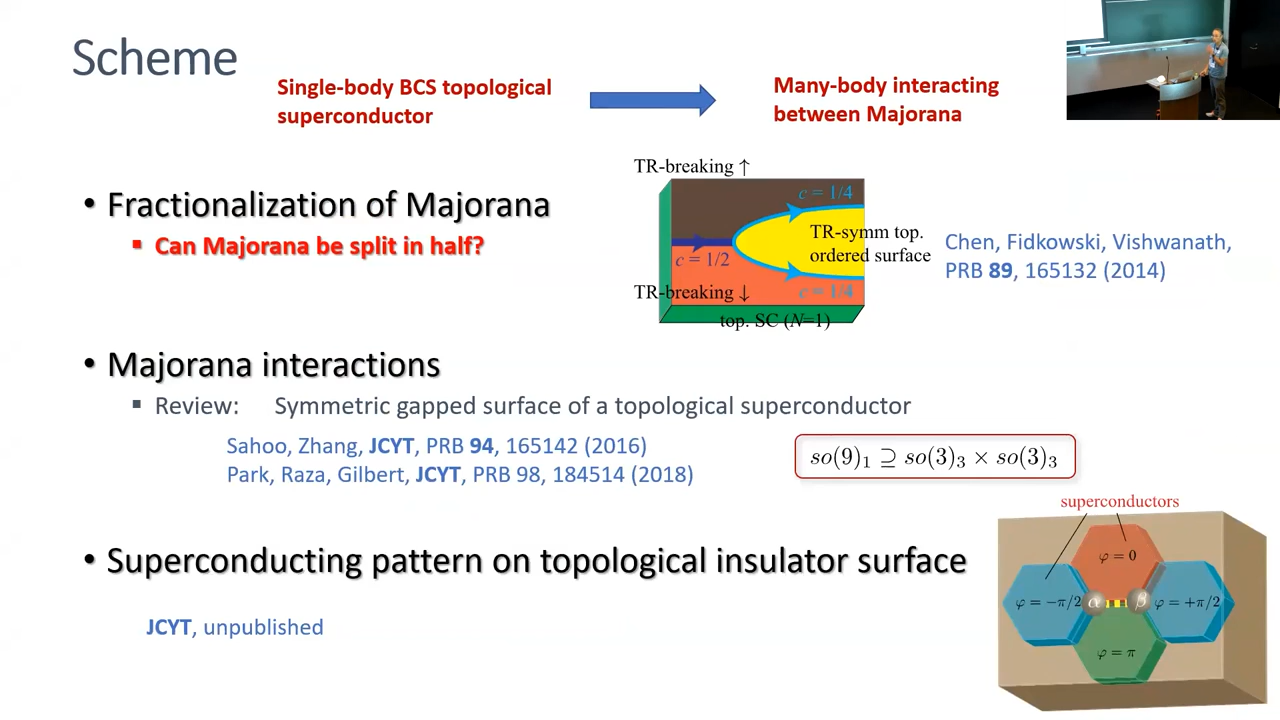 Scheme
Single-body BCS topological
superconductor
Many-body interacting
between Majorana
• Fractionalization of Majorana
▪ Can Majorana be split in half?
TR-breaking ↑
c = 1/4
TR-symm top.
ordered surface
c = 1/2
TR-breaking ↓
c = 1/4
top. SC (N=1)
Chen, Fidkowski, Vishwanath,
PRB 89, 165132 (2014)
• Majorana interactions
▪ Review: Symmetric gapped surface of a topological superconductor
Sahoo, Zhang, JCYT, PRB 94, 165142 (2016)
Park, Raza, Gilbert, JCYT, PRB 98, 184514 (2018)
so(9)₁ ⊇ so(3)₃ × so(3)₃
• Superconducting pattern on topological insulator surface
JCYT, unpublished
superconductors
φ = 0
φ = −π/2 α β φ = +π/2
φ = π